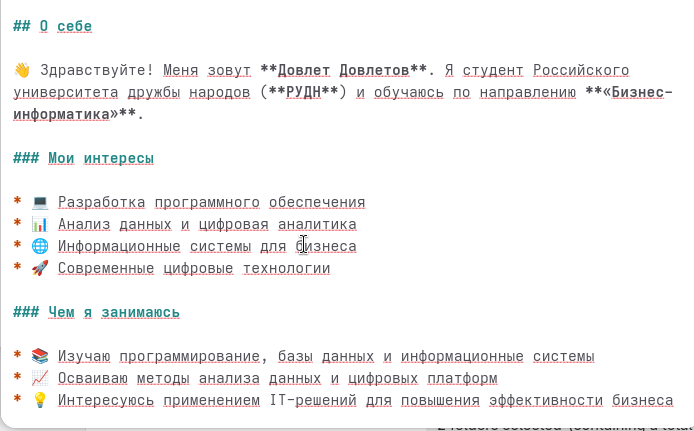 ## О себе
👋 Здравствуйте! Меня зовут **Довлет Довлетов**. Я студент Российского
университета дружбы народов (**РУДН**) и обучаюсь по направлению **«Бизнес-
информатика»**.
### Мои интересы
* 💻 Разработка программного обеспечения
* 📊 Анализ данных и цифровая аналитика
* 🌐 Информационные системы для бизнеса
* 🚀 Современные цифровые технологии
### Чем я занимаюсь
* 📚 Изучаю программирование, базы данных и информационные системы
* 📈 Осваиваю методы анализа данных и цифровых платформ
* 💡 Интересуюсь применением IT-решений для повышения эффективности бизнеса